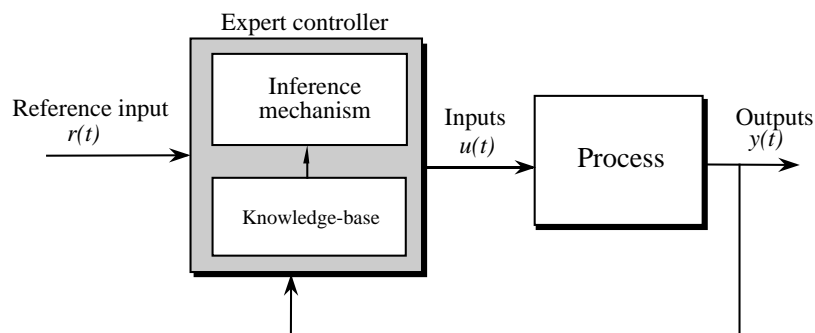 Expert controller
Inference
mechanism
Reference input
r(t)
Knowledge-base
Inputs
u(t)
Process
Outputs
y(t)